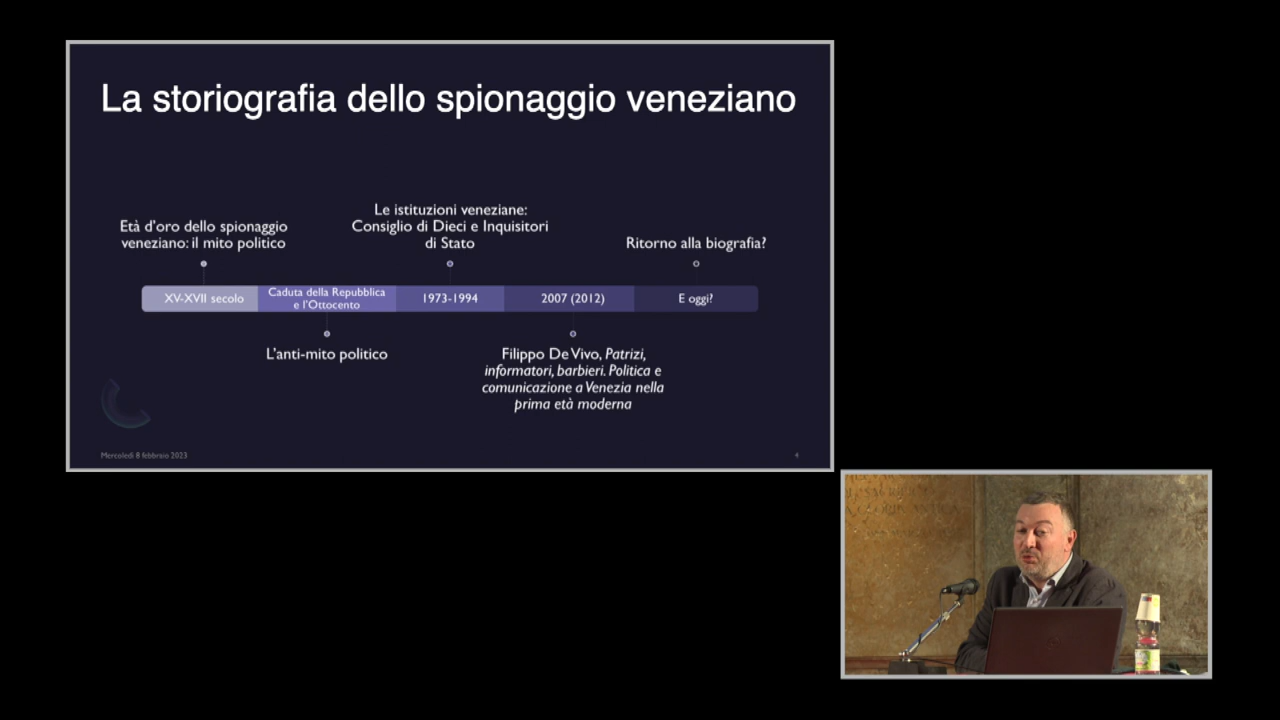 La storiografia dello spionaggio veneziano
Età d'oro dello spionaggio
veneziano: il mito politico
Le istituzioni veneziane:
Consiglio di Dieci e Inquisitori
di Stato
Ritorno alla biografia?
XV-XVII secolo
Caduta della Repubblica
e l'Ottocento
1973-1994
2007 (2012)
E oggi?
L'anti-mito politico
Filippo De Vivo, Patrizi,
informatori, barbieri. Politica e
comunicazione a Venezia nella
prima età moderna
Mercoledì 8 febbraio 2023
4